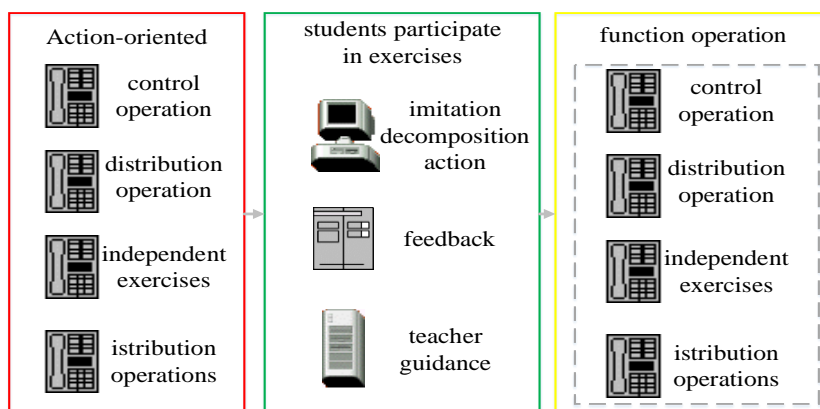 Action-oriented
control
operation
distribution
operation
independent
exercises
istribution
operations
students participate
in exercises
imitation
decomposition
action
feedback
teacher
guidance
function operation
control
operation
distribution
operation
independent
exercises
istribution
operations